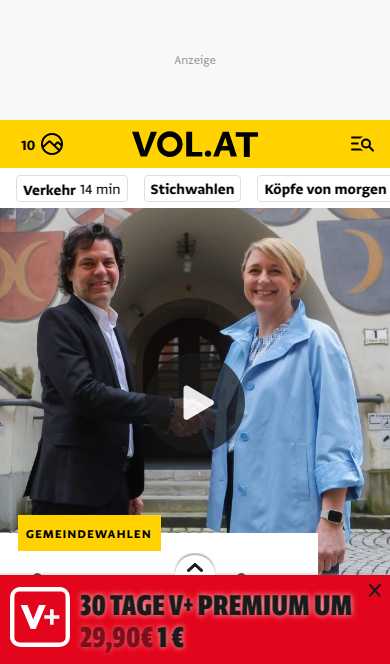 Anzeige
10
VOL.AT
Verkehr 14 min
Stichwahlen
Köpfe von morgen
GEMEINDEWAHLEN
V+
30 TAGE V+ PREMIUM UM
29,90€ 1 €